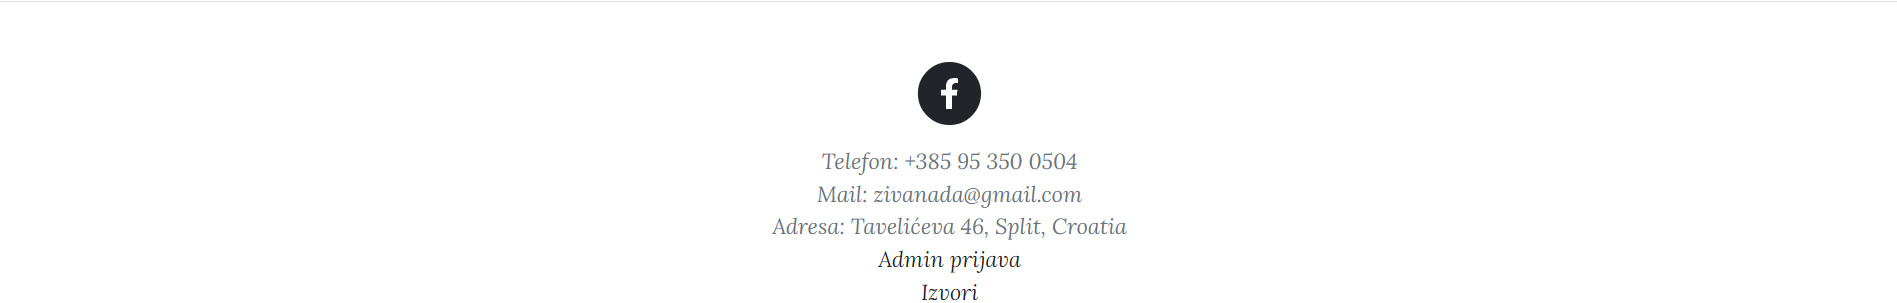 Telefon: +385 95 350 0504
Mail: zivanada@gmail.com
Adresa: Tavelićeva 46, Split, Croatia
Admin prijava
Izvori